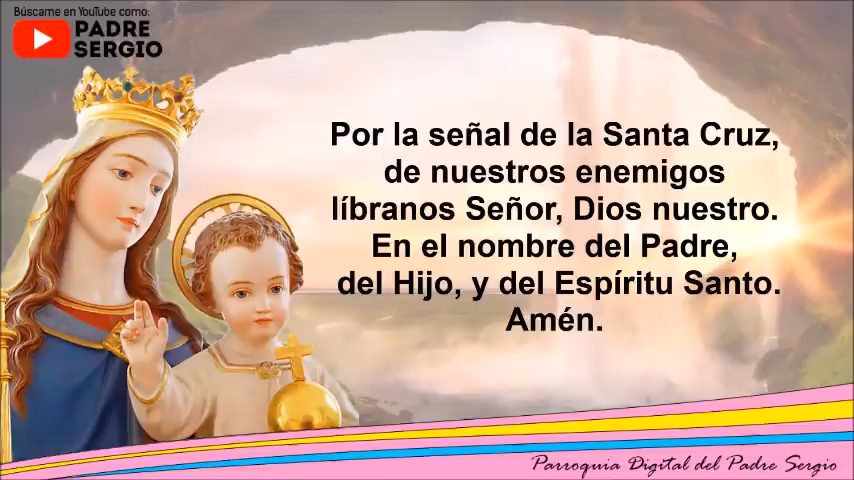 Búscame en YouTube como:
PADRE
SERGIO
Por la señal de la Santa Cruz,
de nuestros enemigos
líbranos Señor, Dios nuestro.
En el nombre del Padre,
del Hijo, y del Espíritu Santo.
Amén.
Parroquia Digital del Padre Sergio